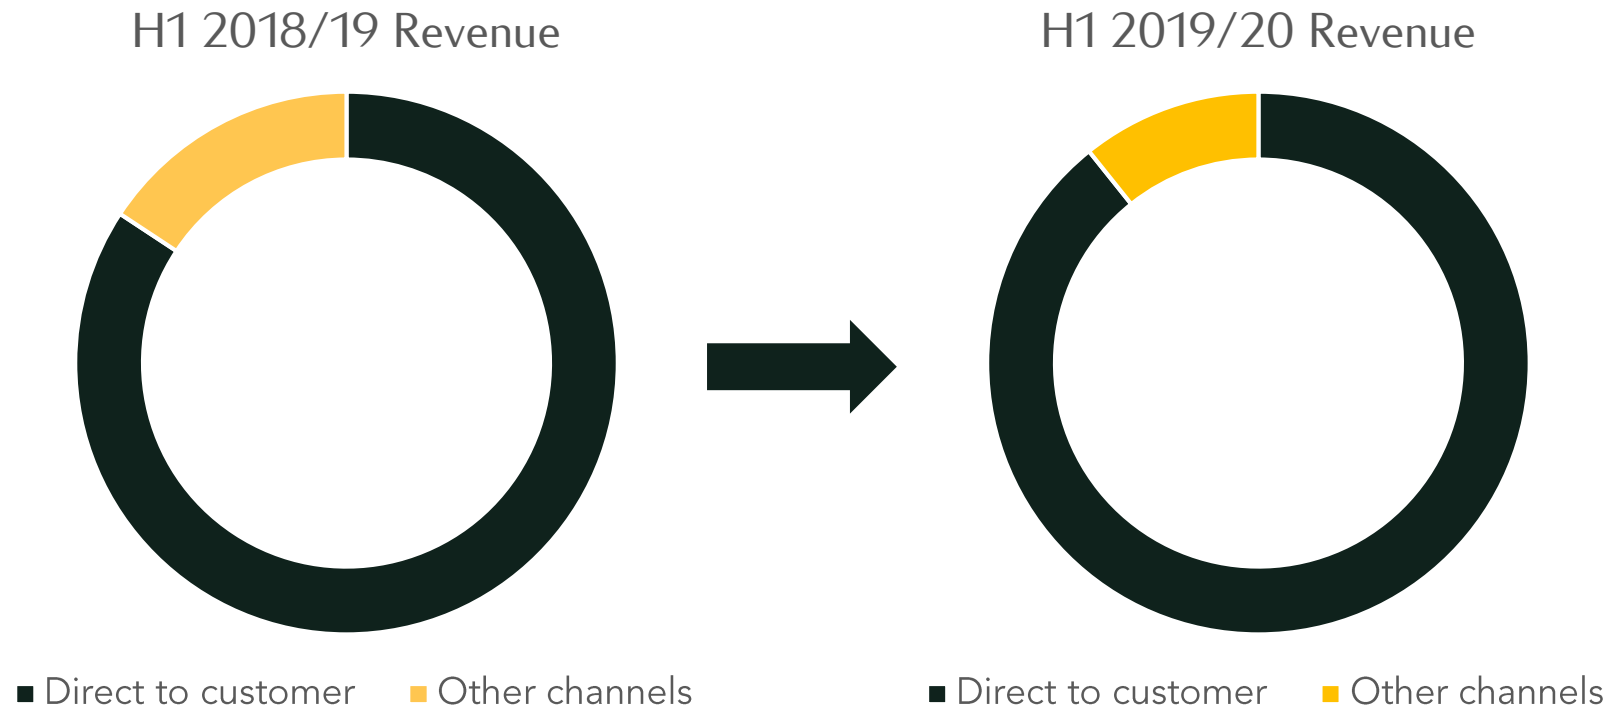 H1 2018/19 Revenue
H1 2019/20 Revenue
Direct to customer
Other channels
Direct to customer
Other channels